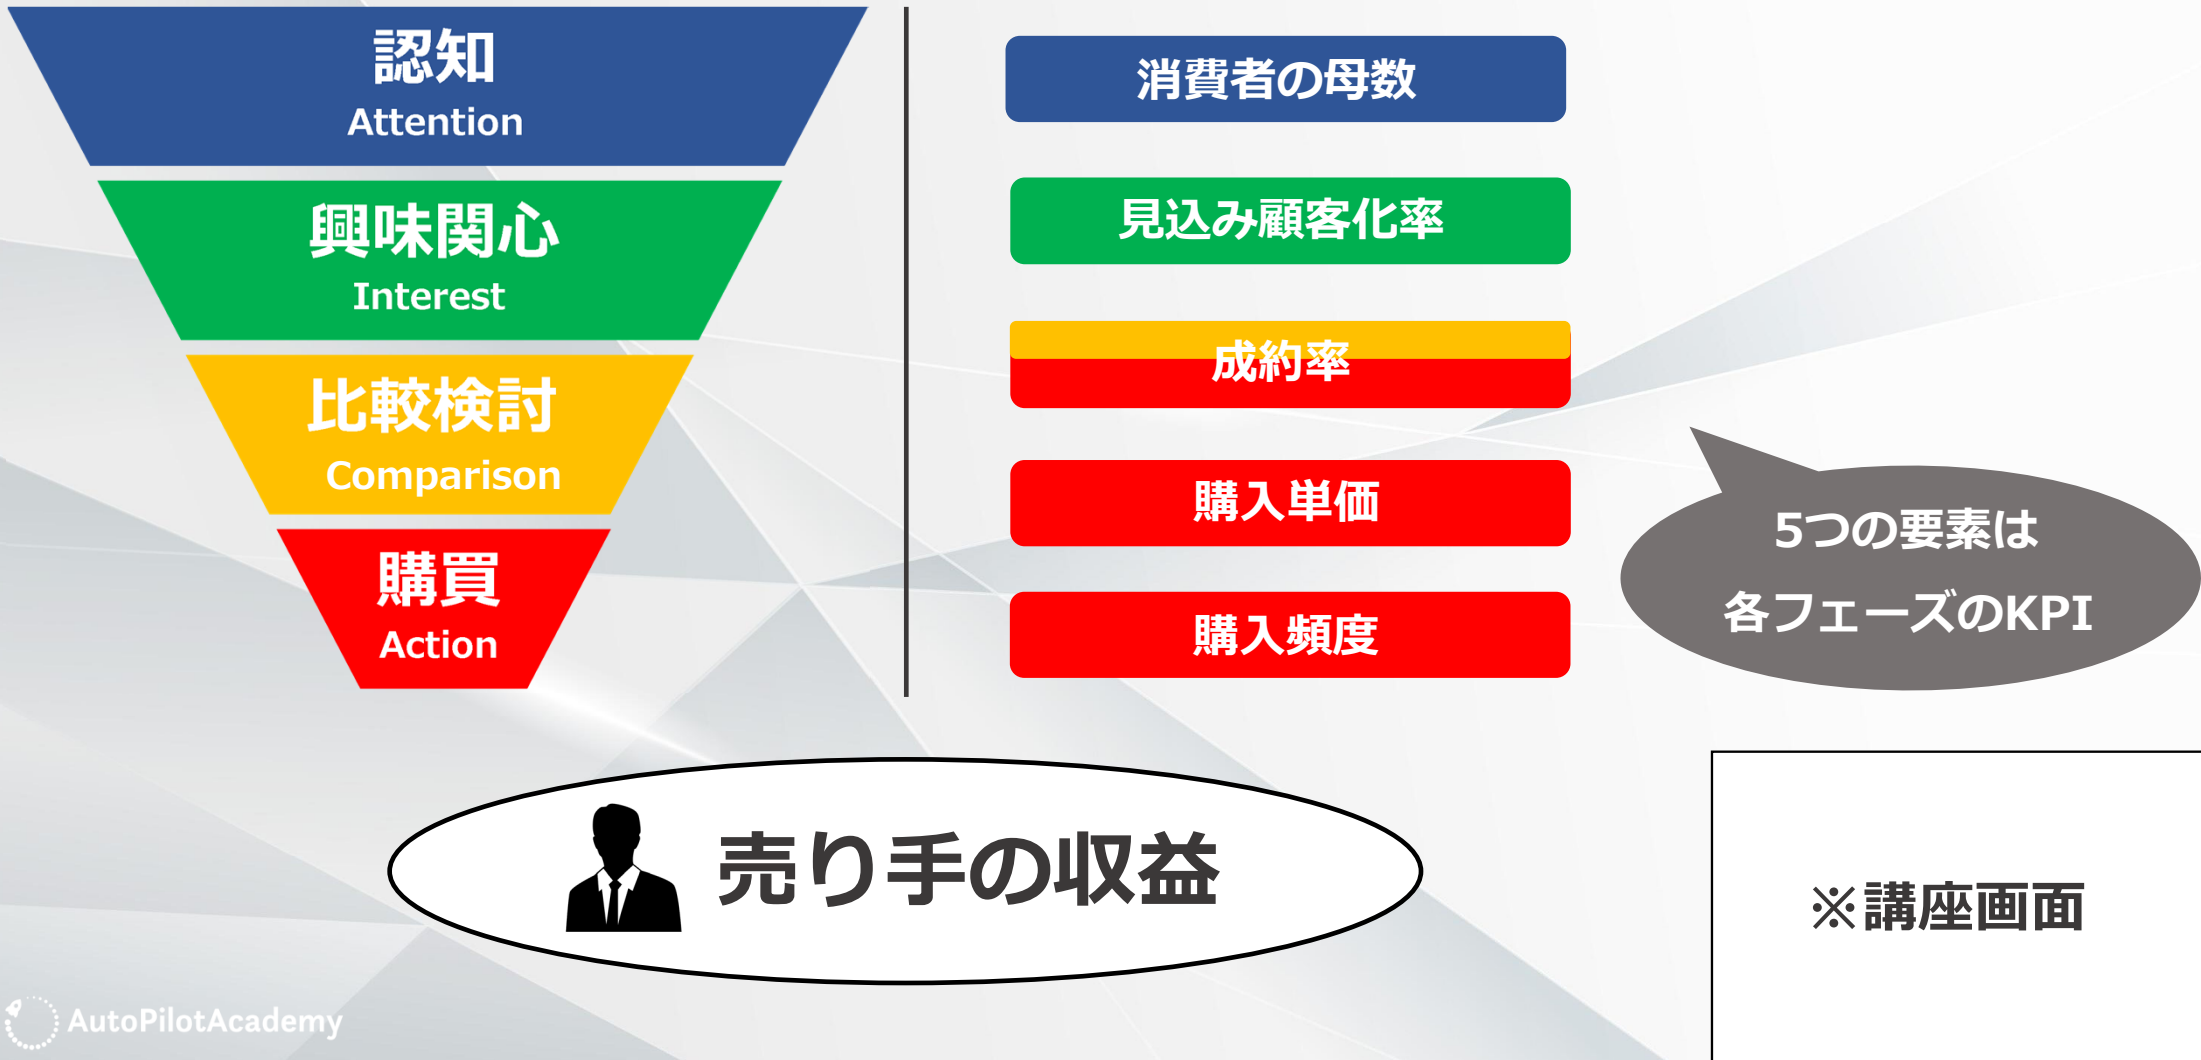 認知
Attention
興味関心
Interest
比較検討
Comparison
購買
Action
消費者の母数
見込み顧客化率
成約率
購入単価
購入頻度
5つの要素は
各フェーズのKPI
売り手の収益
※講座画面
AutoPilotAcademy